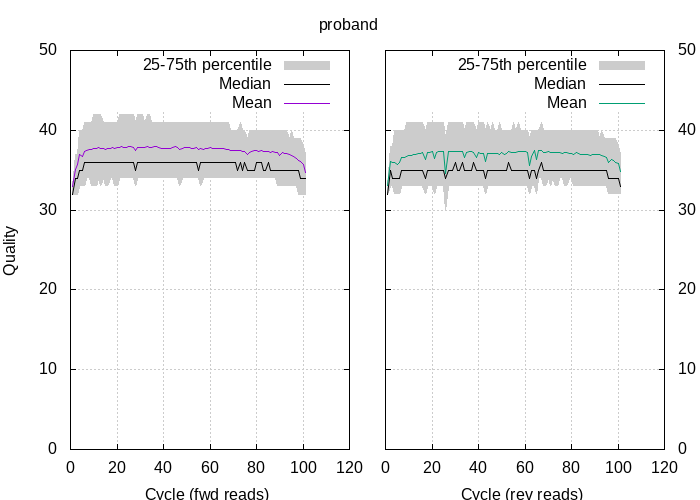 proband
50
40
30
20
10
0
Quality
25-75th percentile
Median
Mean
0 20 40 60 80 100 120
Cycle (fwd reads)
25-75th percentile
Median
Mean
50
40
30
20
10
0
0 20 40 60 80 100 120
Cycle (rev reads)